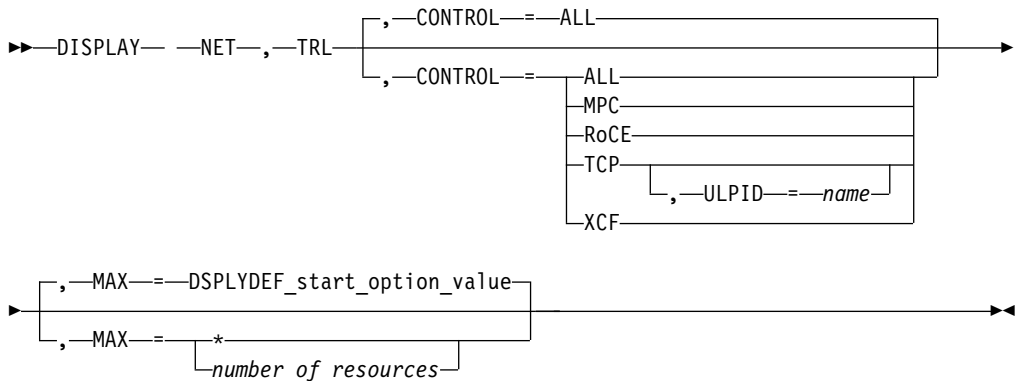 , CONTROL = ALL
DISPLAY NET , TRL
, CONTROL = ALL
MPC
RoCE
TCP
, ULPID = name
XCF
, MAX = DSPLYDEF_start_option_value
, MAX = *
number of resources